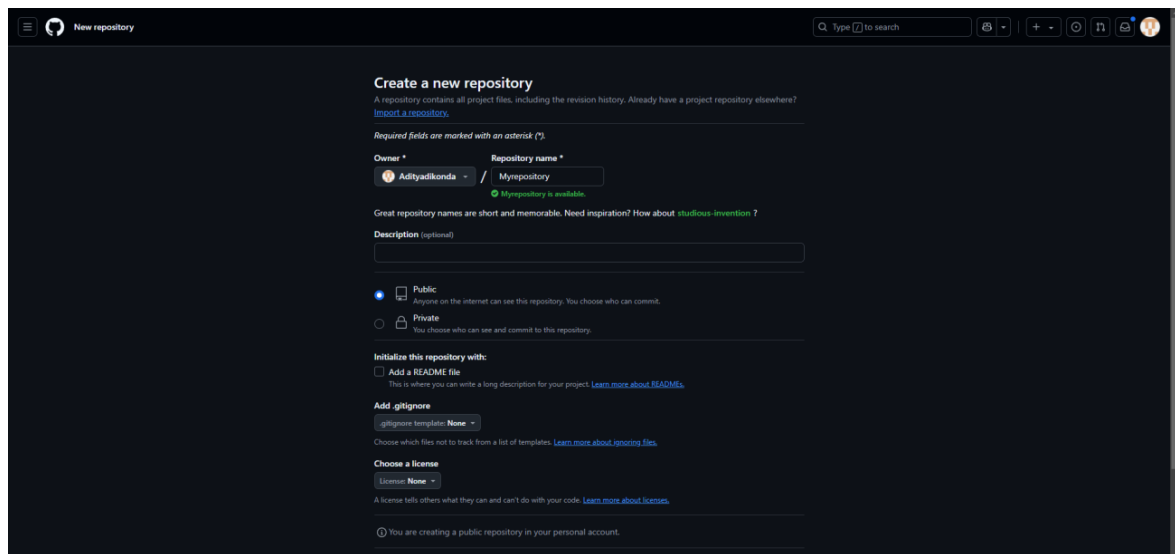 New repository
Type / to search
Create a new repository
A repository contains all project files, including the revision history. Already have a project repository elsewhere?
Import a repository.
Required fields are marked with an asterisk (*).
Owner * Repository name *
Adityadikonda / Myrepository
Myrepository is available.
Great repository names are short and memorable. Need inspiration? How about studious-invention ?
Description (optional)
Public
Anyone on the internet can see this repository. You choose who can commit.
Private
You choose who can see and commit to this repository.
Initialize this repository with:
Add a README file
This is where you can write a long description for your project. Learn more about READMEs.
Add .gitignore
.gitignore template: None
Choose which files not to track from a list of templates. Learn more about ignoring files.
Choose a license
License: None
A license tells others what they can and can't do with your code. Learn more about licenses.
You are creating a public repository in your personal account.